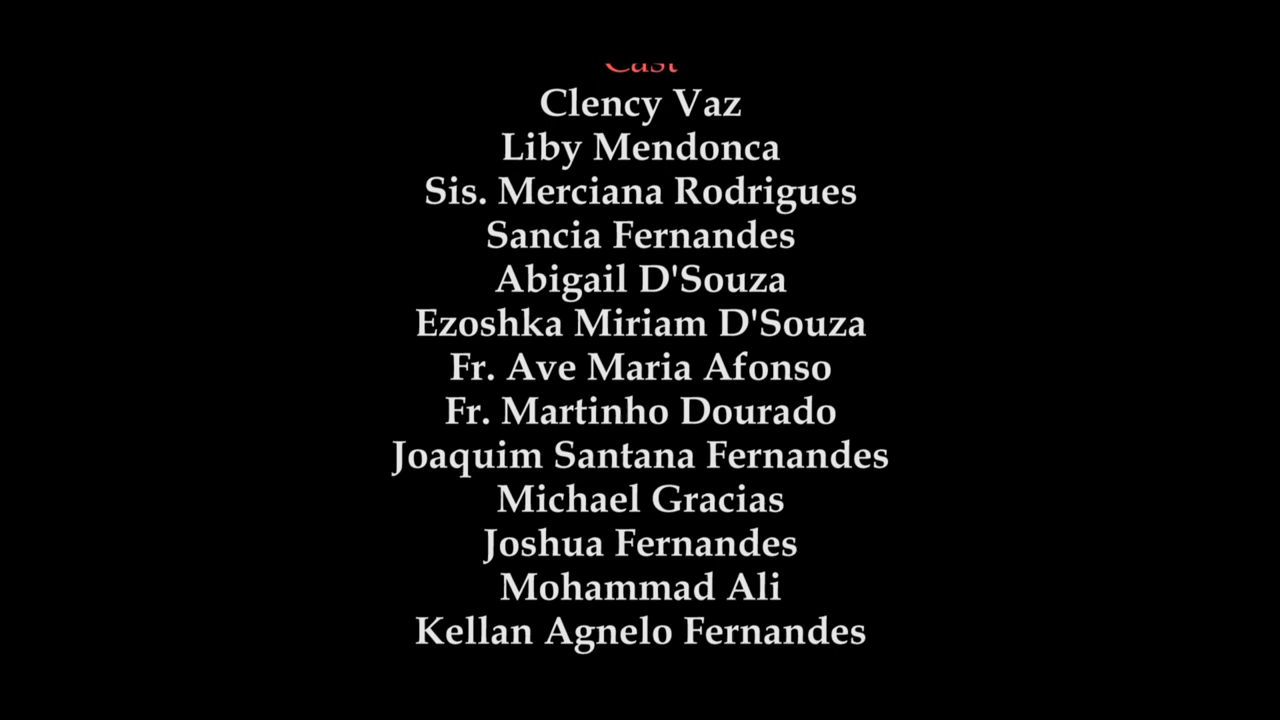 Cast
Clency Vaz
Liby Mendonca
Sis. Merciana Rodrigues
Sancia Fernandes
Abigail D'Souza
Ezoshka Miriam D'Souza
Fr. Ave Maria Afonso
Fr. Martinho Dourado
Joaquim Santana Fernandes
Michael Gracias
Joshua Fernandes
Mohammad Ali
Kellan Agnelo Fernandes